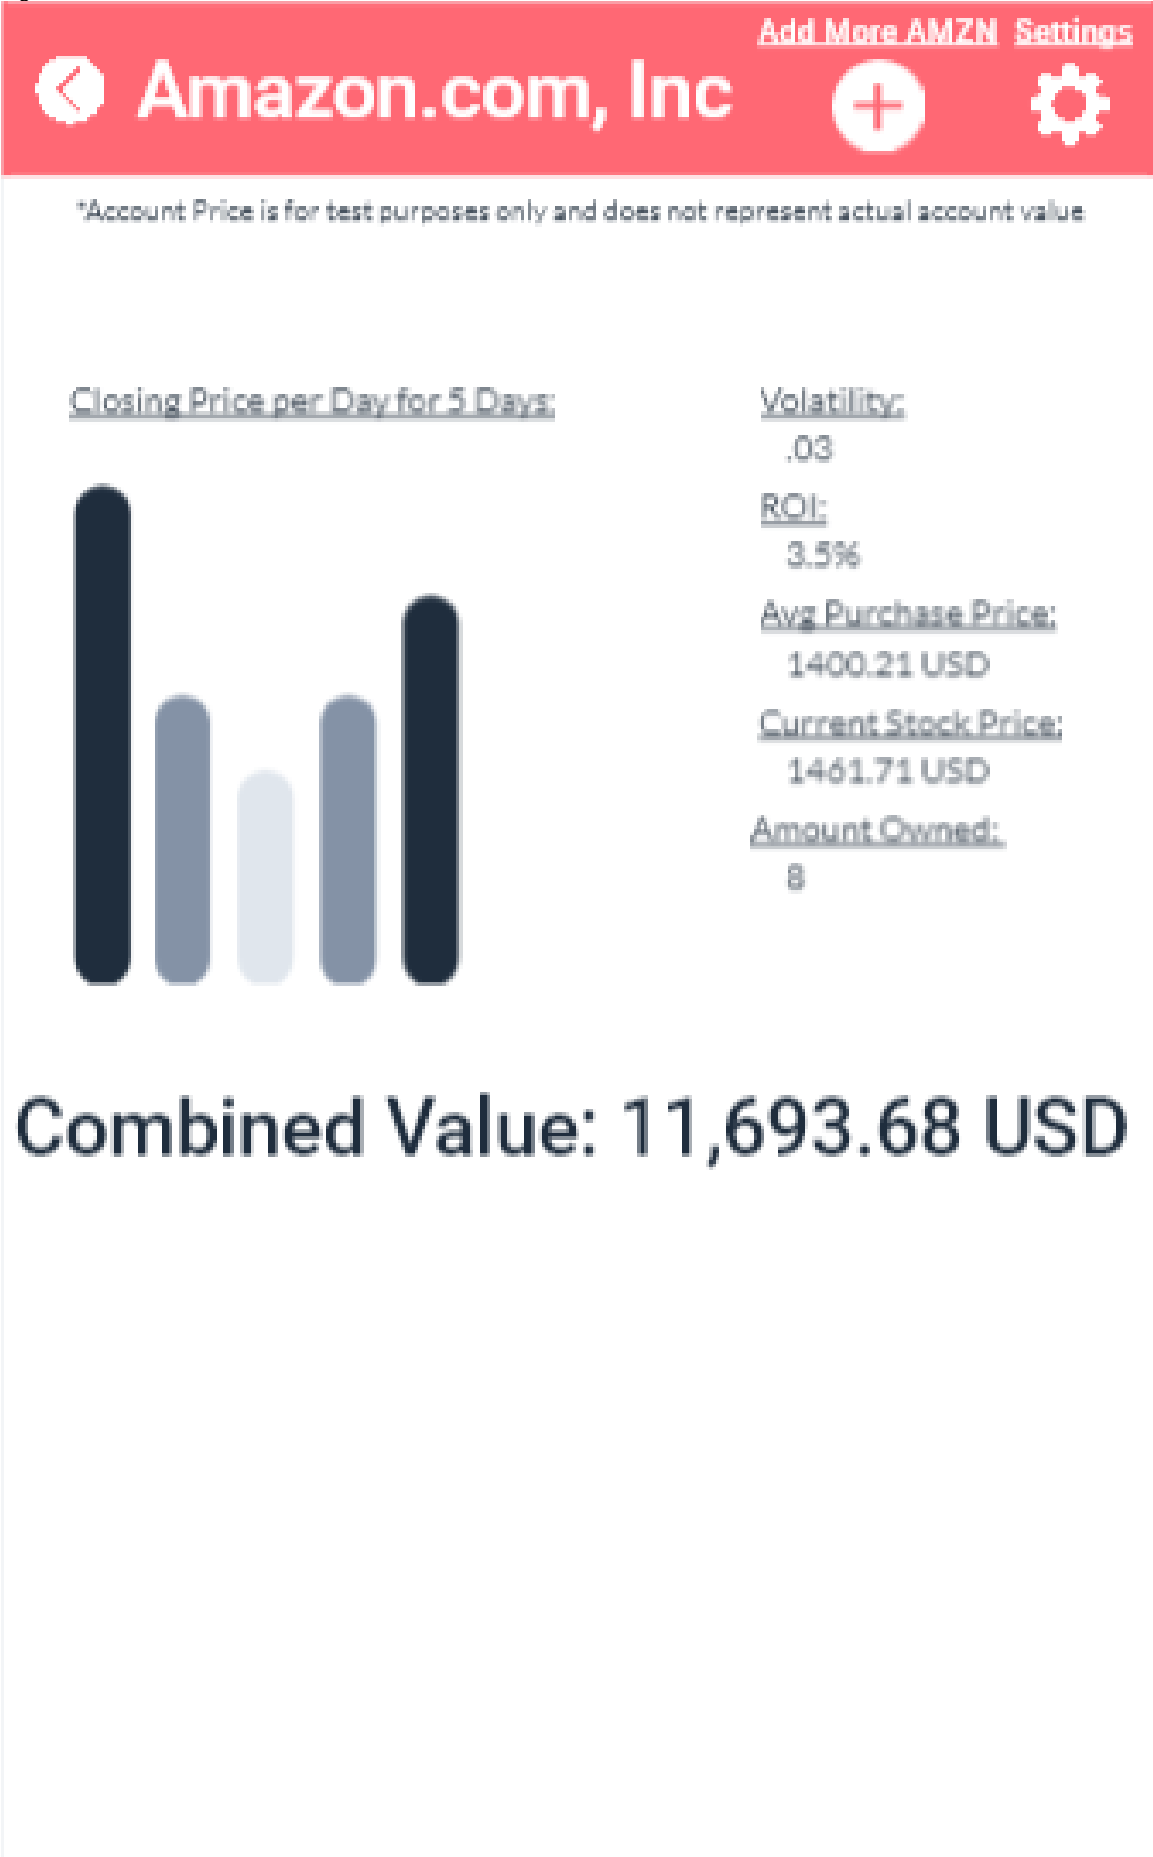 Add More AMZN Settings
Amazon.com, Inc
*Account Price is for test purposes only and does not represent actual account value
Closing Price per Day for 5 Days:
Volatility:
.03
ROI:
3.5%
Avg Purchase Price:
1400.21 USD
Current Stock Price:
1461.71 USD
Amount Owned:
8
Combined Value: 11,693.68 USD